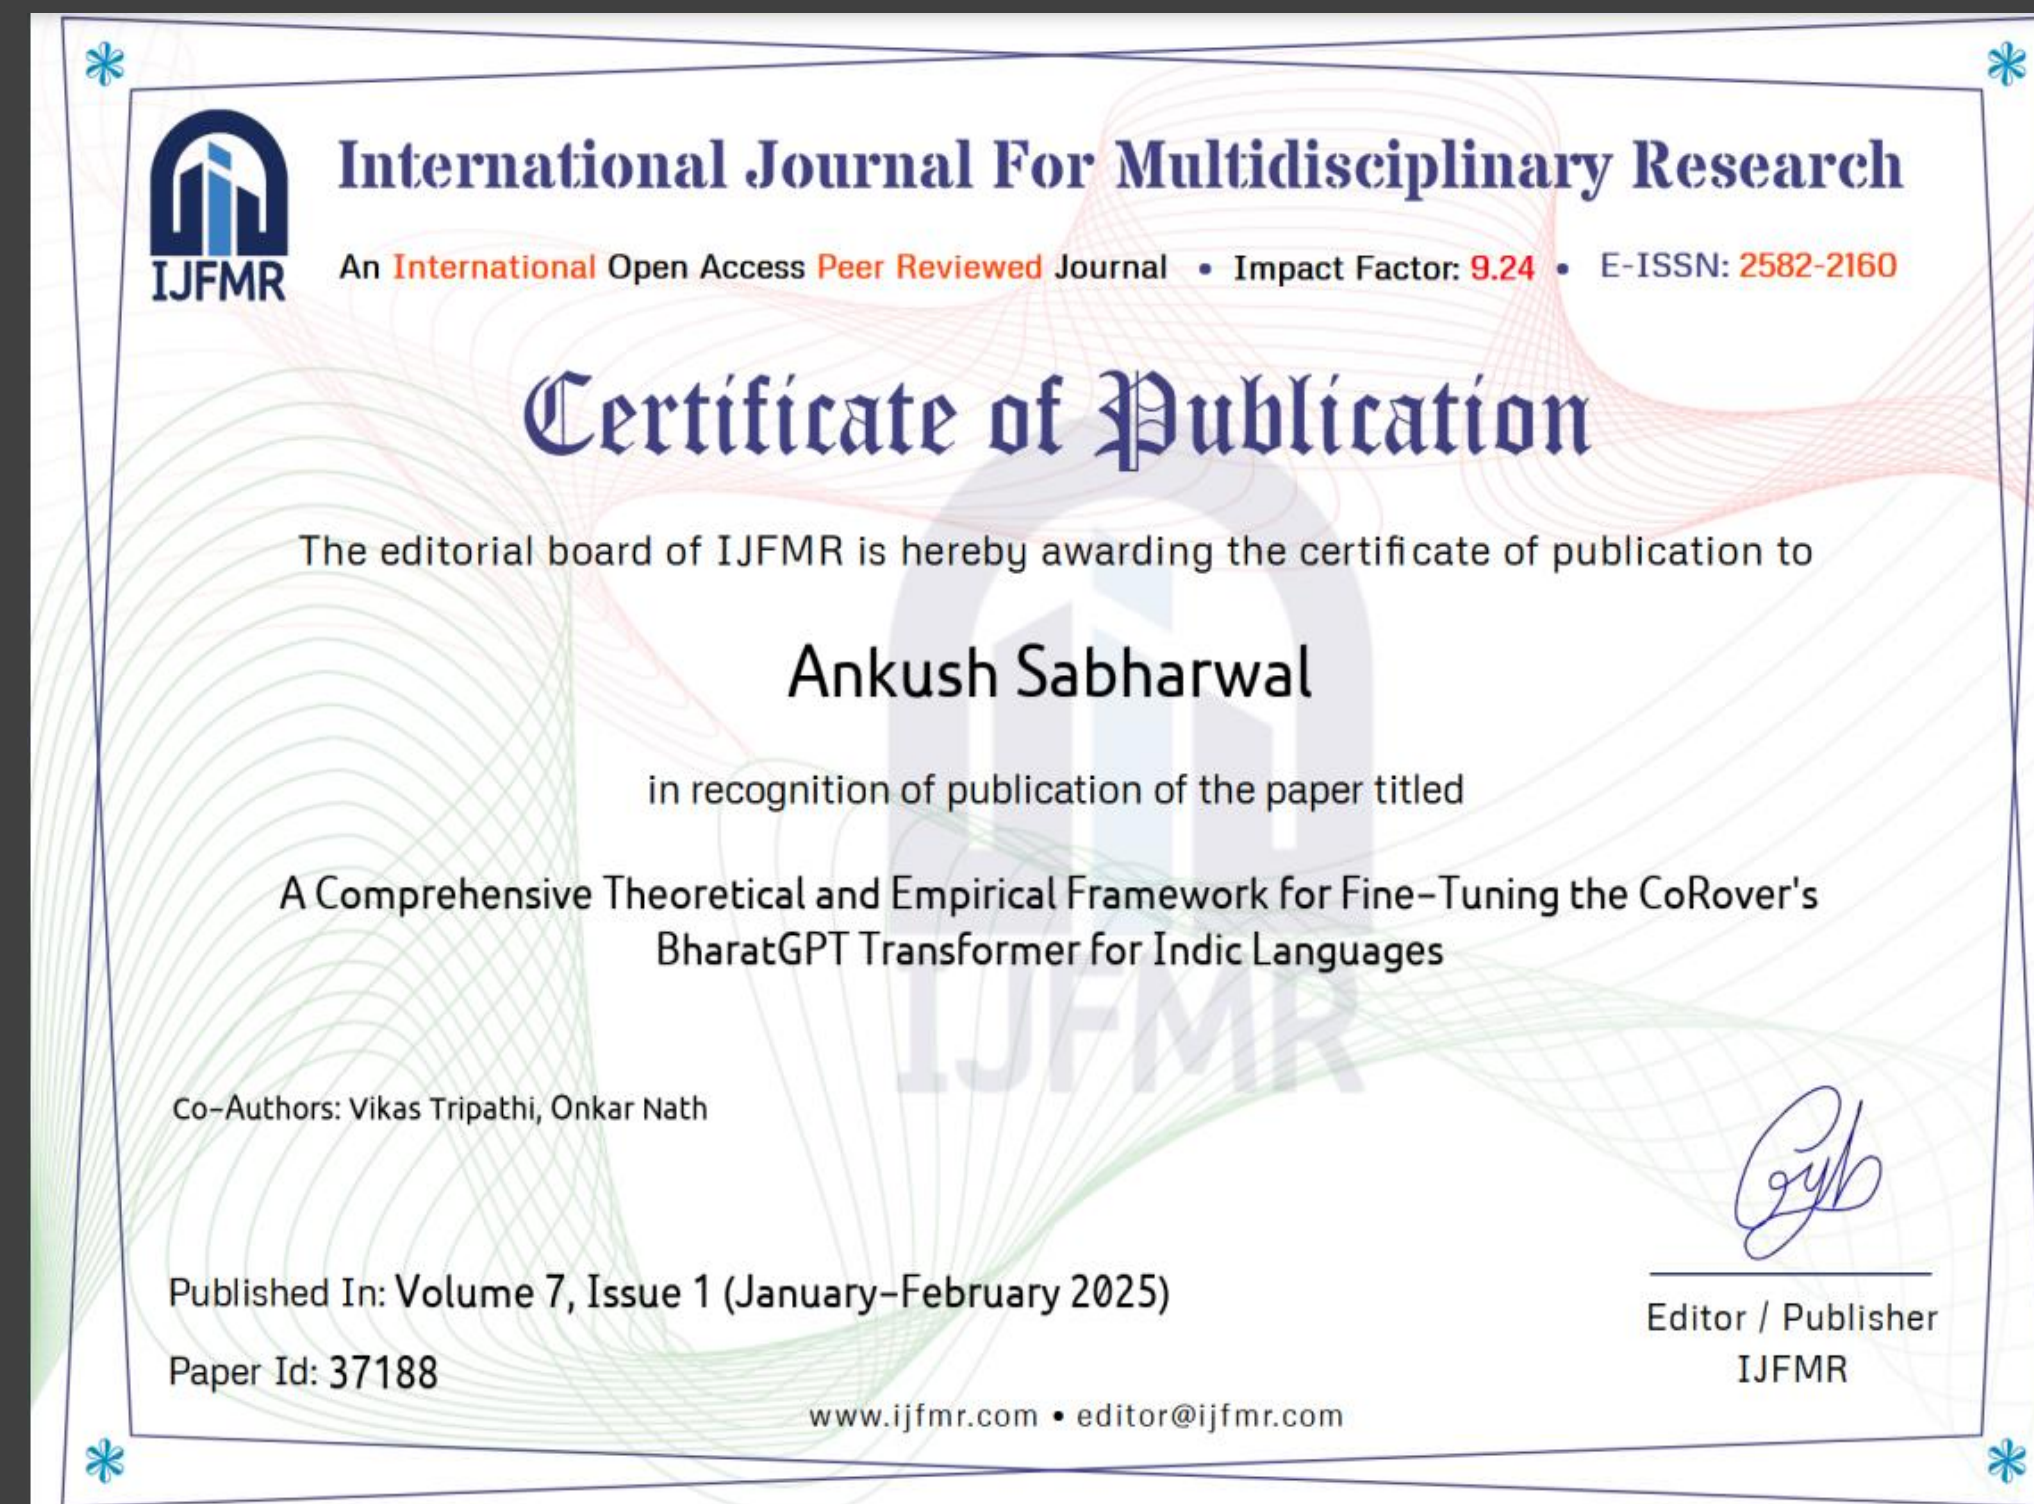 International Journal For Multidisciplinary Research
IJFMR
An International Open Access Peer Reviewed Journal • Impact Factor: 9.24 • E-ISSN: 2582-2160
Certificate of Publication
The editorial board of IJFMR is hereby awarding the certificate of publication to
Ankush Sabharwal
in recognition of publication of the paper titled
A Comprehensive Theoretical and Empirical Framework for Fine-Tuning the CoRover's
BharatGPT Transformer for Indic Languages
IJFMR
Co-Authors: Vikas Tripathi, Onkar Nath
Published In: Volume 7, Issue 1 (January-February 2025)
Paper Id: 37188
Editor / Publisher
IJFMR
www.ijfmr.com • editor@ijfmr.com